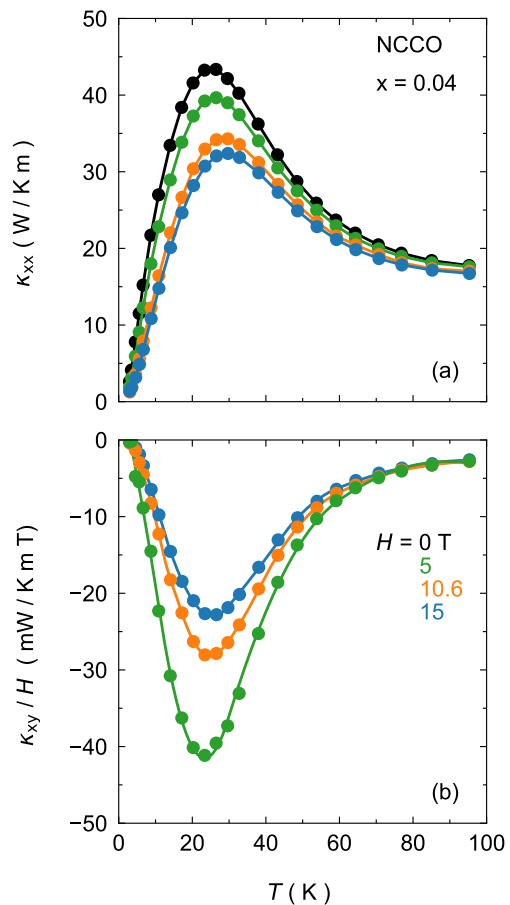 NCCO
x = 0.04
50
40
30
20
10
0
κxx ( W / K m )
(a)
0
−10
−20
−30
−40
−50
κxy / H ( mW / K m T )
H = 0 T
5
10.6
15
(b)
0 20 40 60 80 100
T ( K )